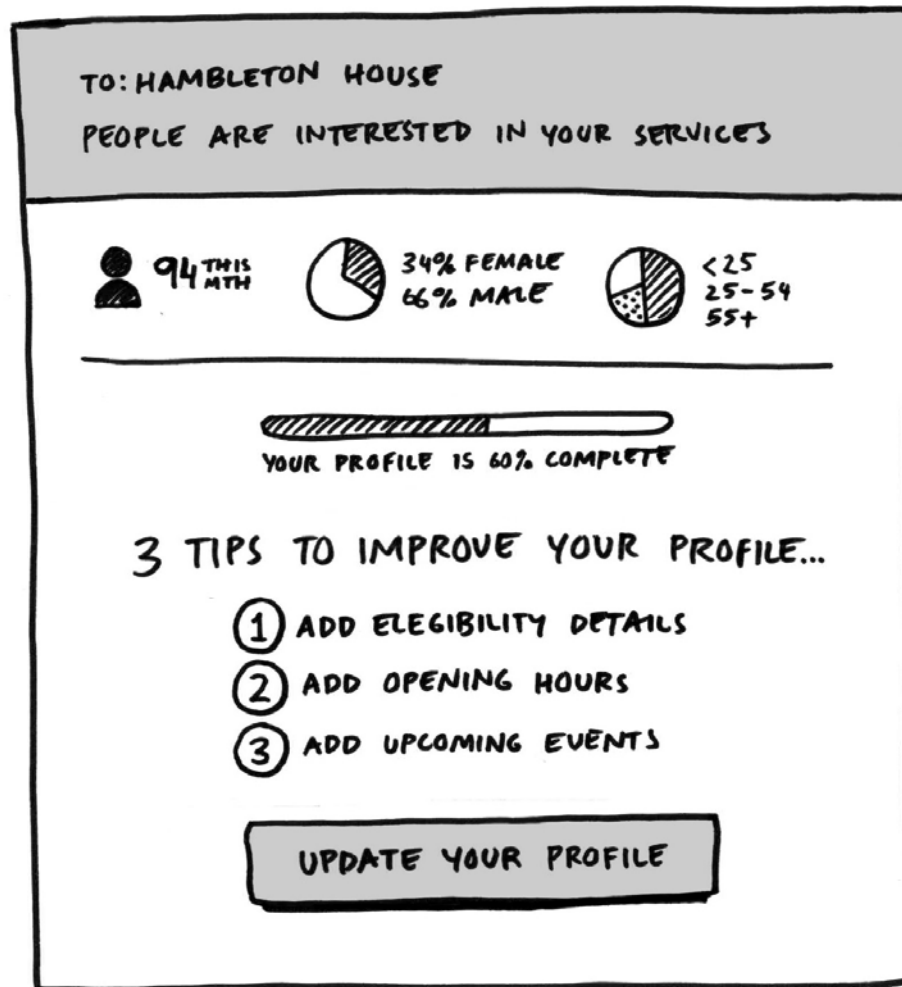 TO: HAMBLETON HOUSE
PEOPLE ARE INTERESTED IN YOUR SERVICES
94 THIS MTH
34% FEMALE
66% MALE
<25
25-54
55+
YOUR PROFILE IS 60% COMPLETE
3 TIPS TO IMPROVE YOUR PROFILE...
1 ADD ELEGIBILITY DETAILS
2 ADD OPENING HOURS
3 ADD UPCOMING EVENTS
UPDATE YOUR PROFILE